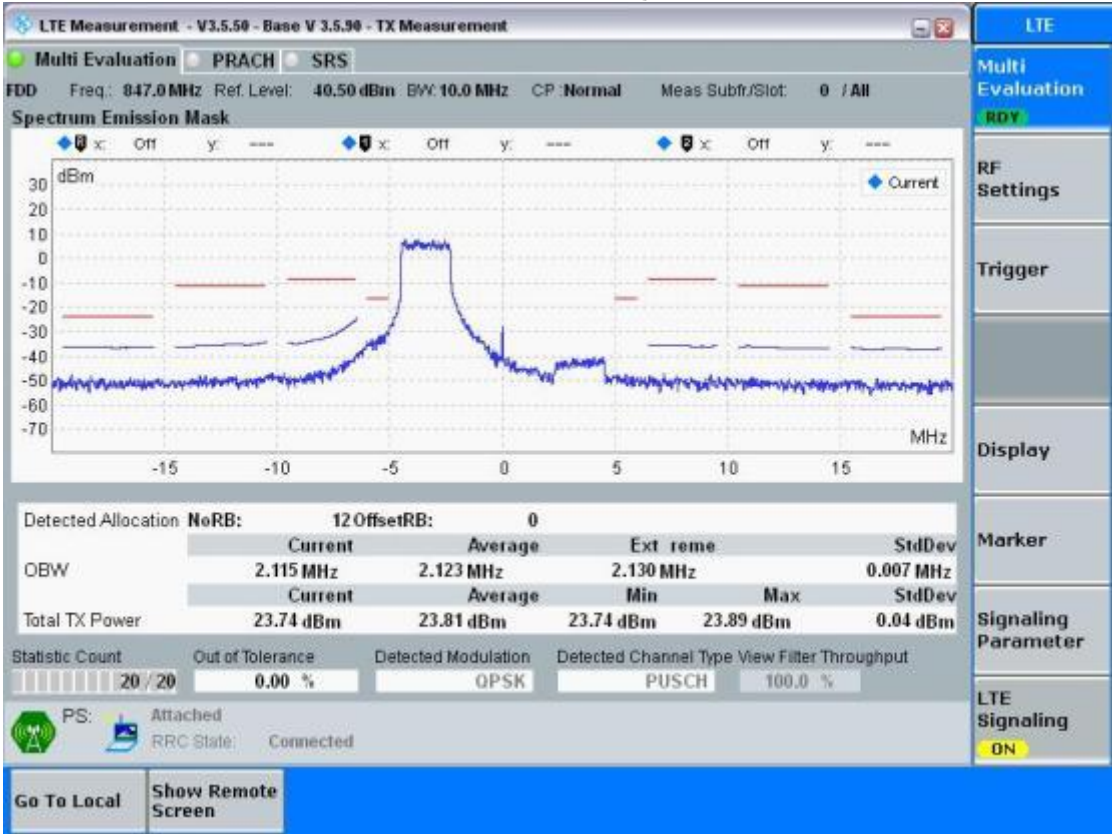 LTE Measurement - V3.5.50 - Base V 3.5.90 - TX Measurement
LTE
Multi Evaluation PRACH SRS
FDD Freq.: 847.0 MHz Ref. Level: 40.50 dBm BW: 10.0 MHz CP :Normal Meas Subfr./Slot: 0 / All
Spectrum Emission Mask
x: Off y: --- x: Off y: --- x: Off y: ---
dBm
Current
30
20
10
0
-10
-20
-30
-40
-50
-60
-70
MHz
-15 -10 -5 0 5 10 15
Detected Allocation NoRB: 12 OffsetRB: 0
Current Average Ext reme StdDev
OBW 2.115 MHz 2.123 MHz 2.130 MHz 0.007 MHz
Current Average Min Max StdDev
Total TX Power 23.74 dBm 23.81 dBm 23.74 dBm 23.89 dBm 0.04 dBm
Statistic Count Out of Tolerance Detected Modulation Detected Channel Type View Filter Throughput
20 / 20 0.00 % QPSK PUSCH 100.0 %
PS: Attached
RRC State: Connected
Multi
Evaluation
RDY
RF
Settings
Trigger
Display
Marker
Signaling
Parameter
LTE
Signaling
ON
Go To Local
Show Remote
Screen